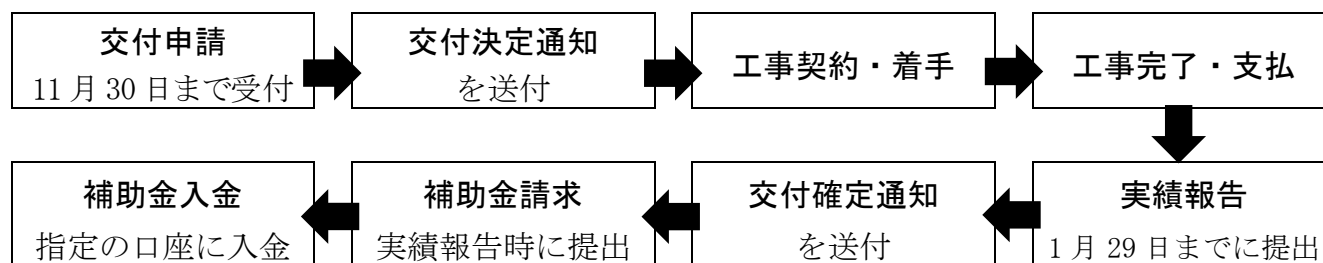 交付申請
11月30日まで受付
交付決定通知
を送付
工事契約・着手
工事完了・支払
実績報告
1月29日までに提出
交付確定通知
を送付
補助金請求
実績報告時に提出
補助金入金
指定の口座に入金